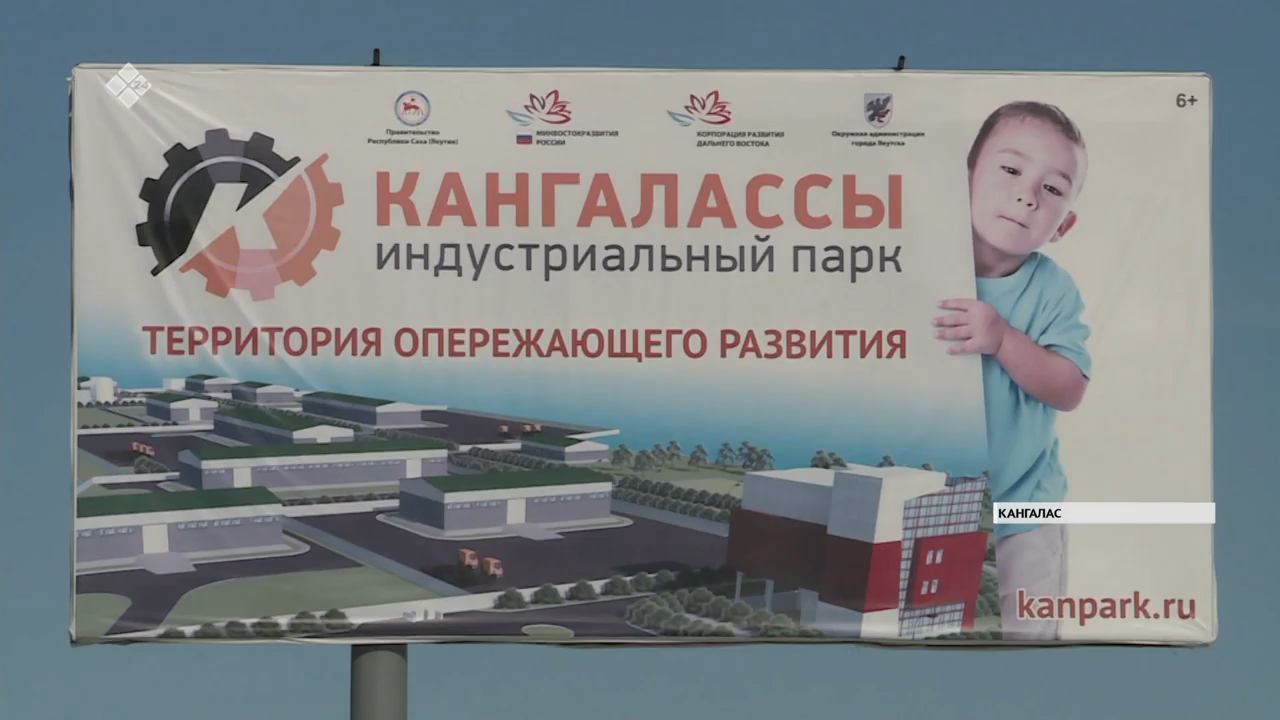 24
6+
Правительство
Республики Саха (Якутия)
МИНВОСТОКРАЗВИТИЯ
РОССИИ
КОРПОРАЦИЯ РАЗВИТИЯ
ДАЛЬНЕГО ВОСТОКА
Окружная администрация
города Якутска
КАНГАЛАССЫ
индустриальный парк
ТЕРРИТОРИЯ ОПЕРЕЖАЮЩЕГО РАЗВИТИЯ
КАНГАЛАС
kanpark.ru